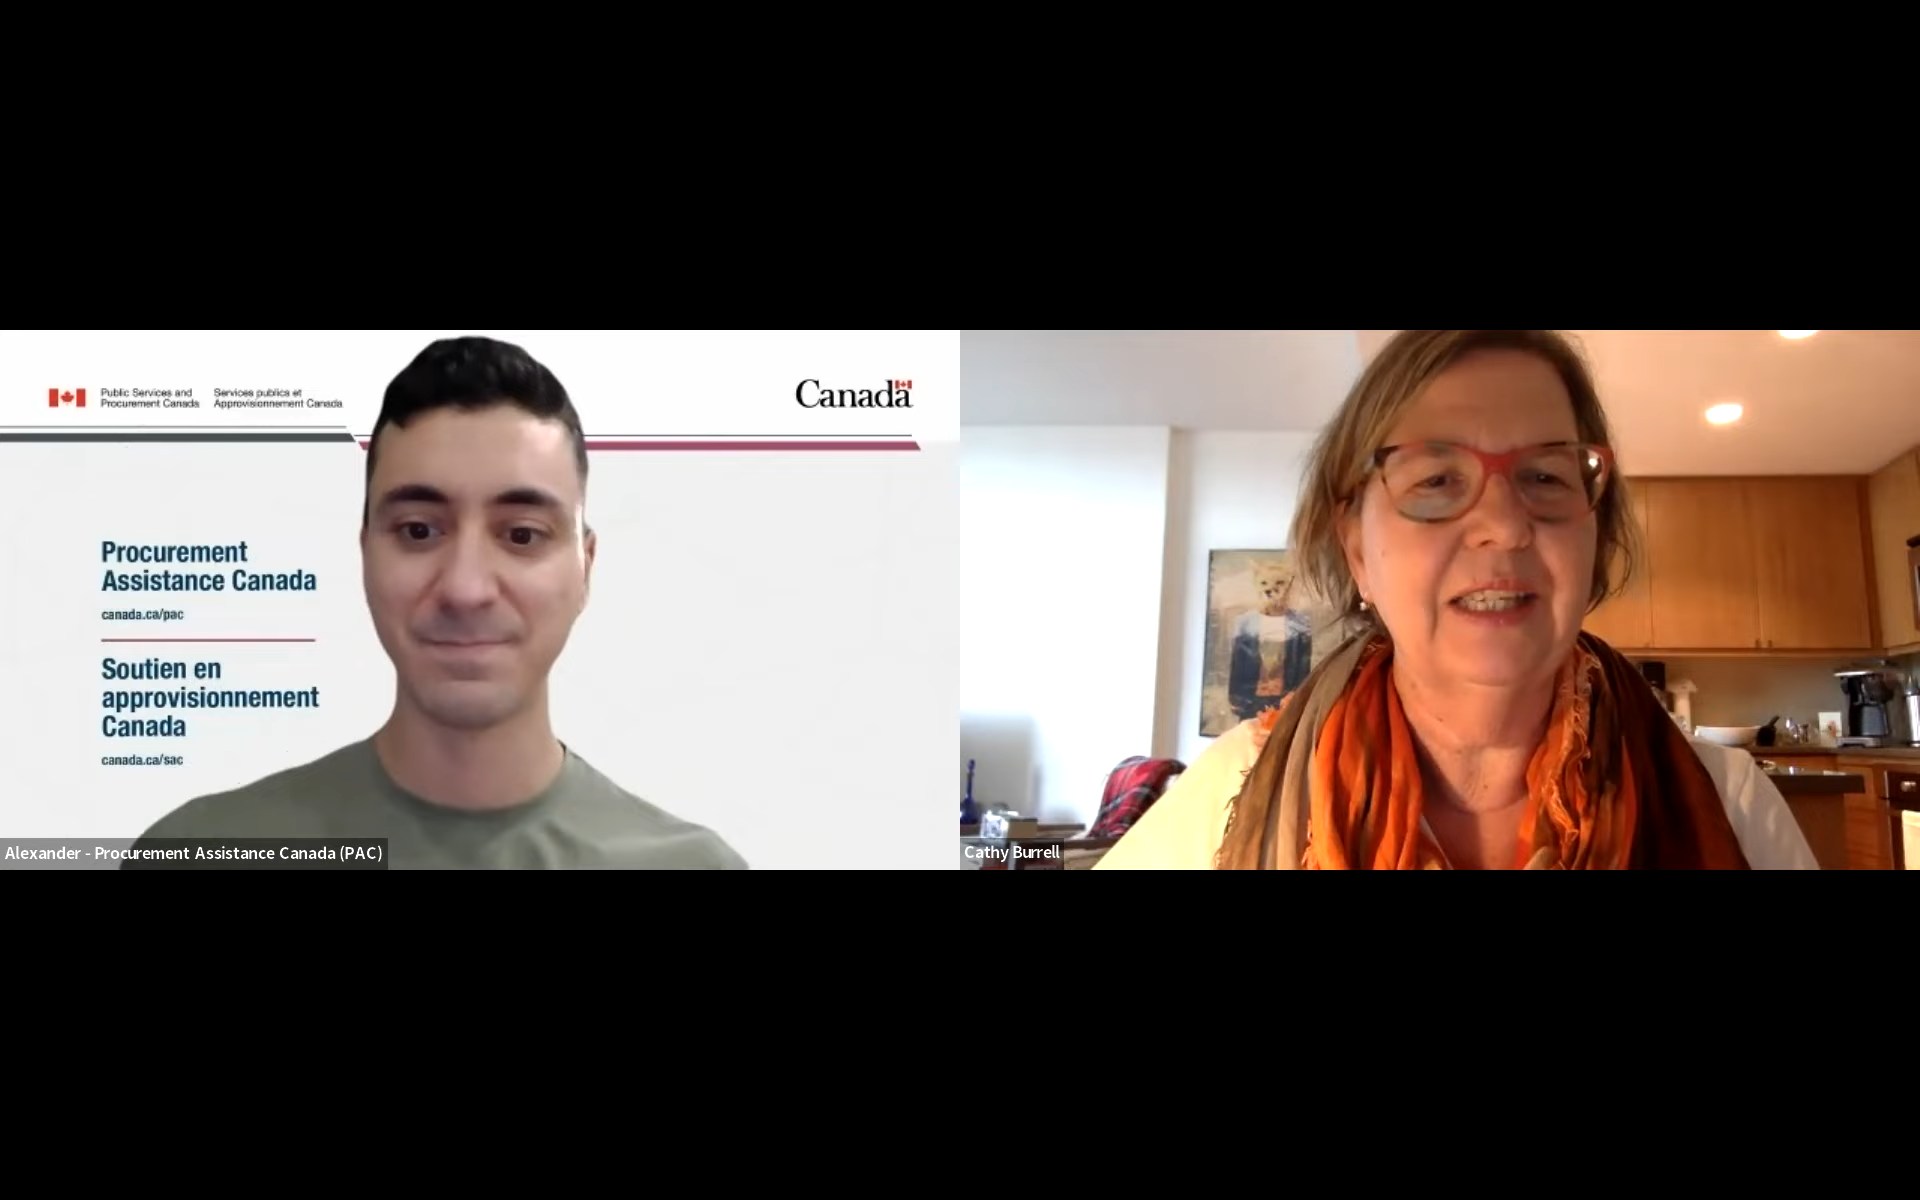 Public Services and
Procurement Canada
Services publics et
Approvisionnement Canada
Canada
Procurement
Assistance Canada
canada.ca/pac
Soutien en
approvisionnement
Canada
canada.ca/sac
Alexander - Procurement Assistance Canada (PAC)
Cathy Burrell